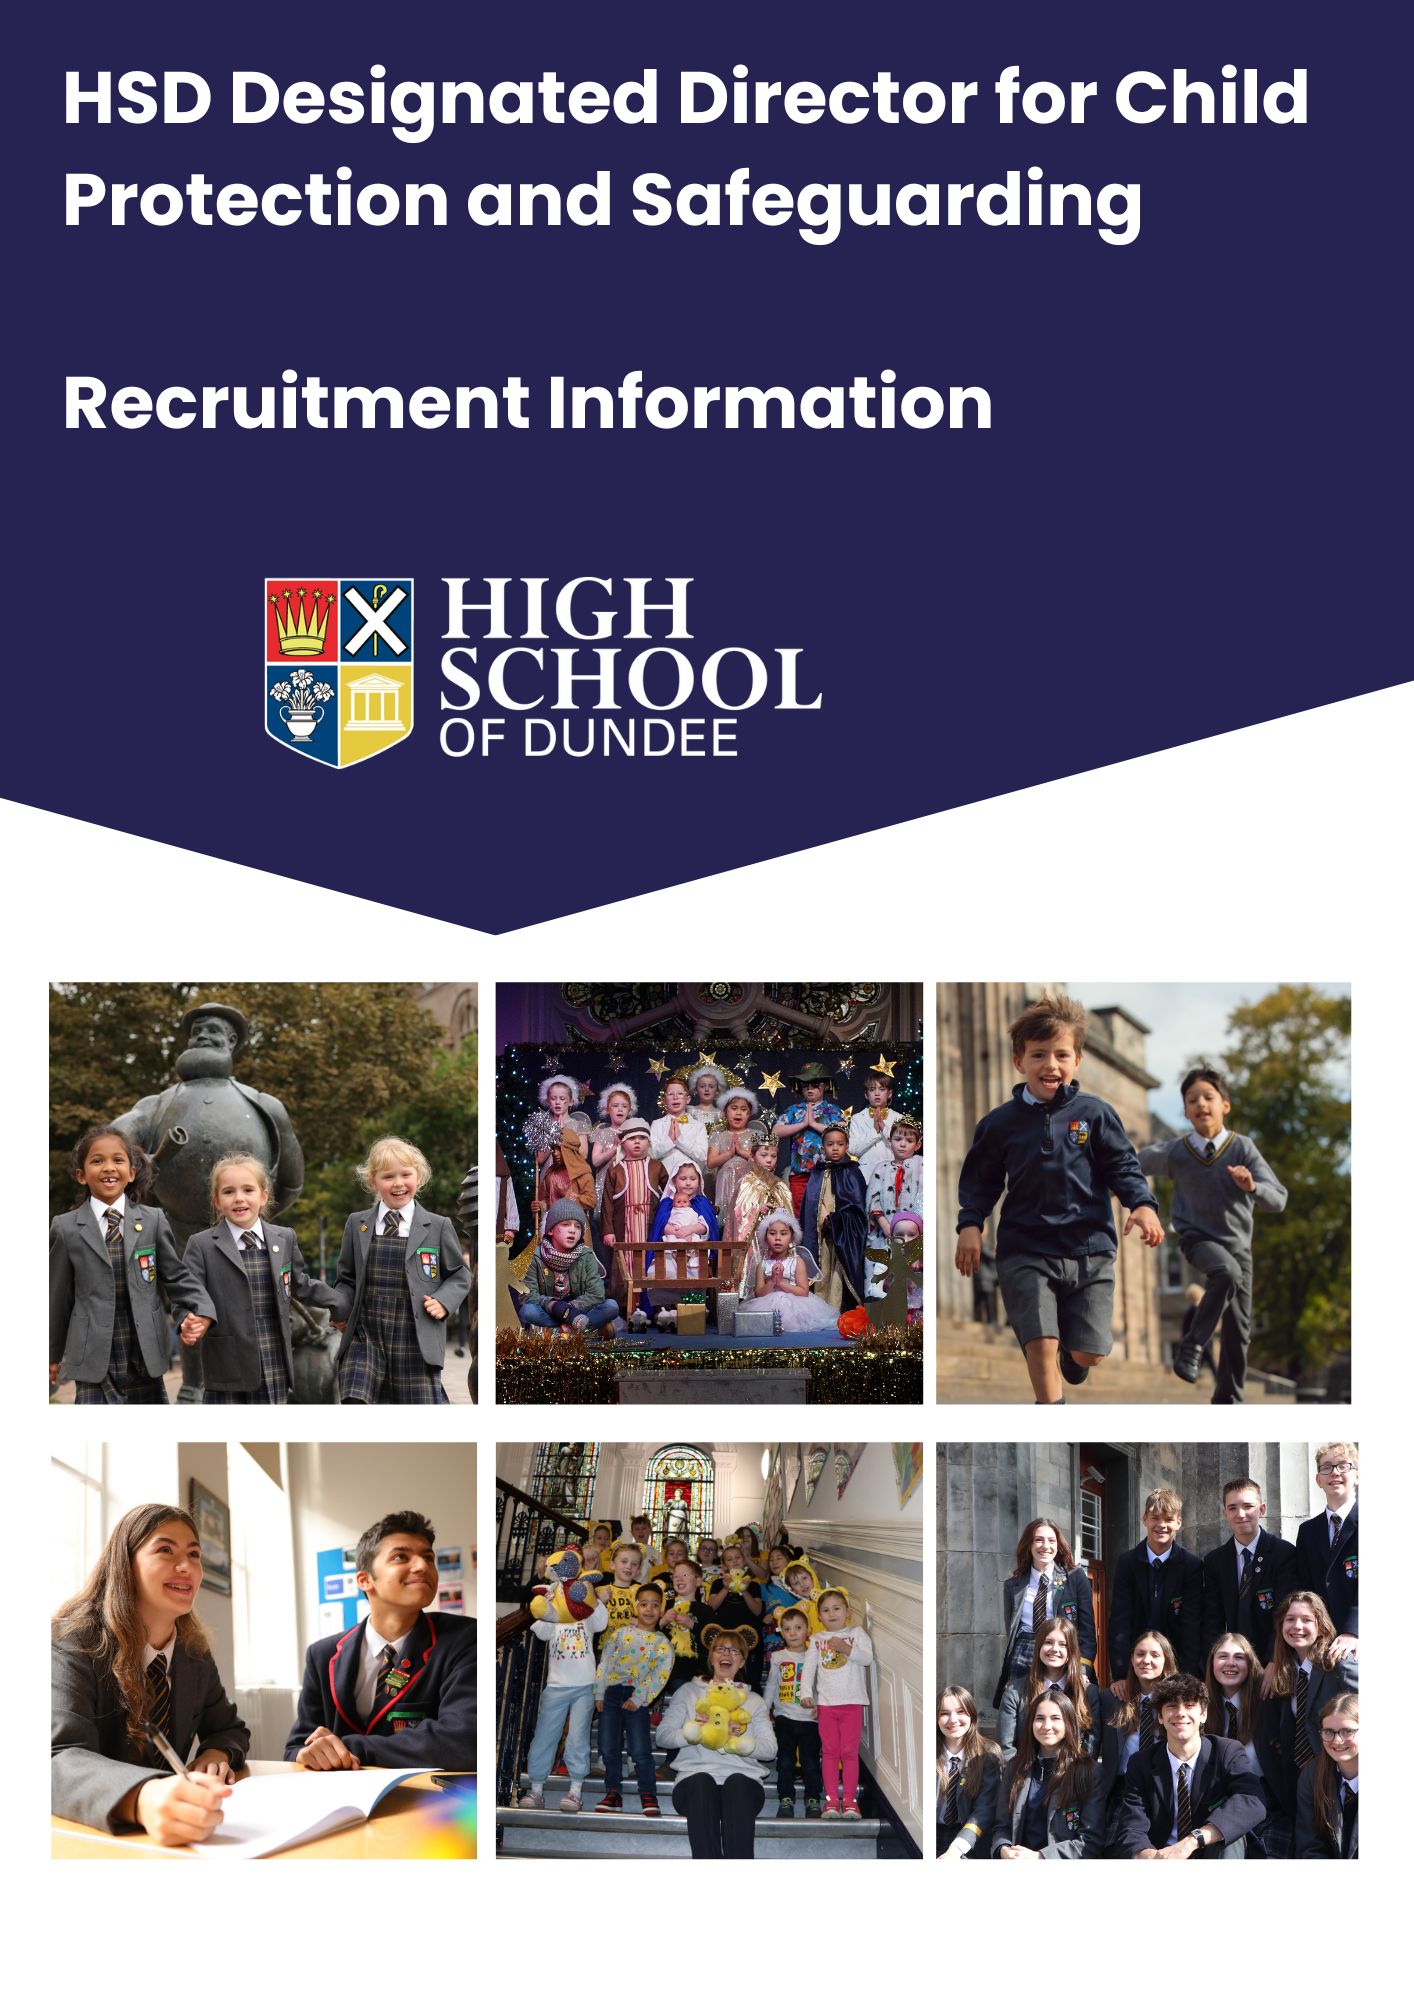 HSD Designated Director for Child
Protection and Safeguarding
Recruitment Information
HIGH
SCHOOL
OF DUNDEE